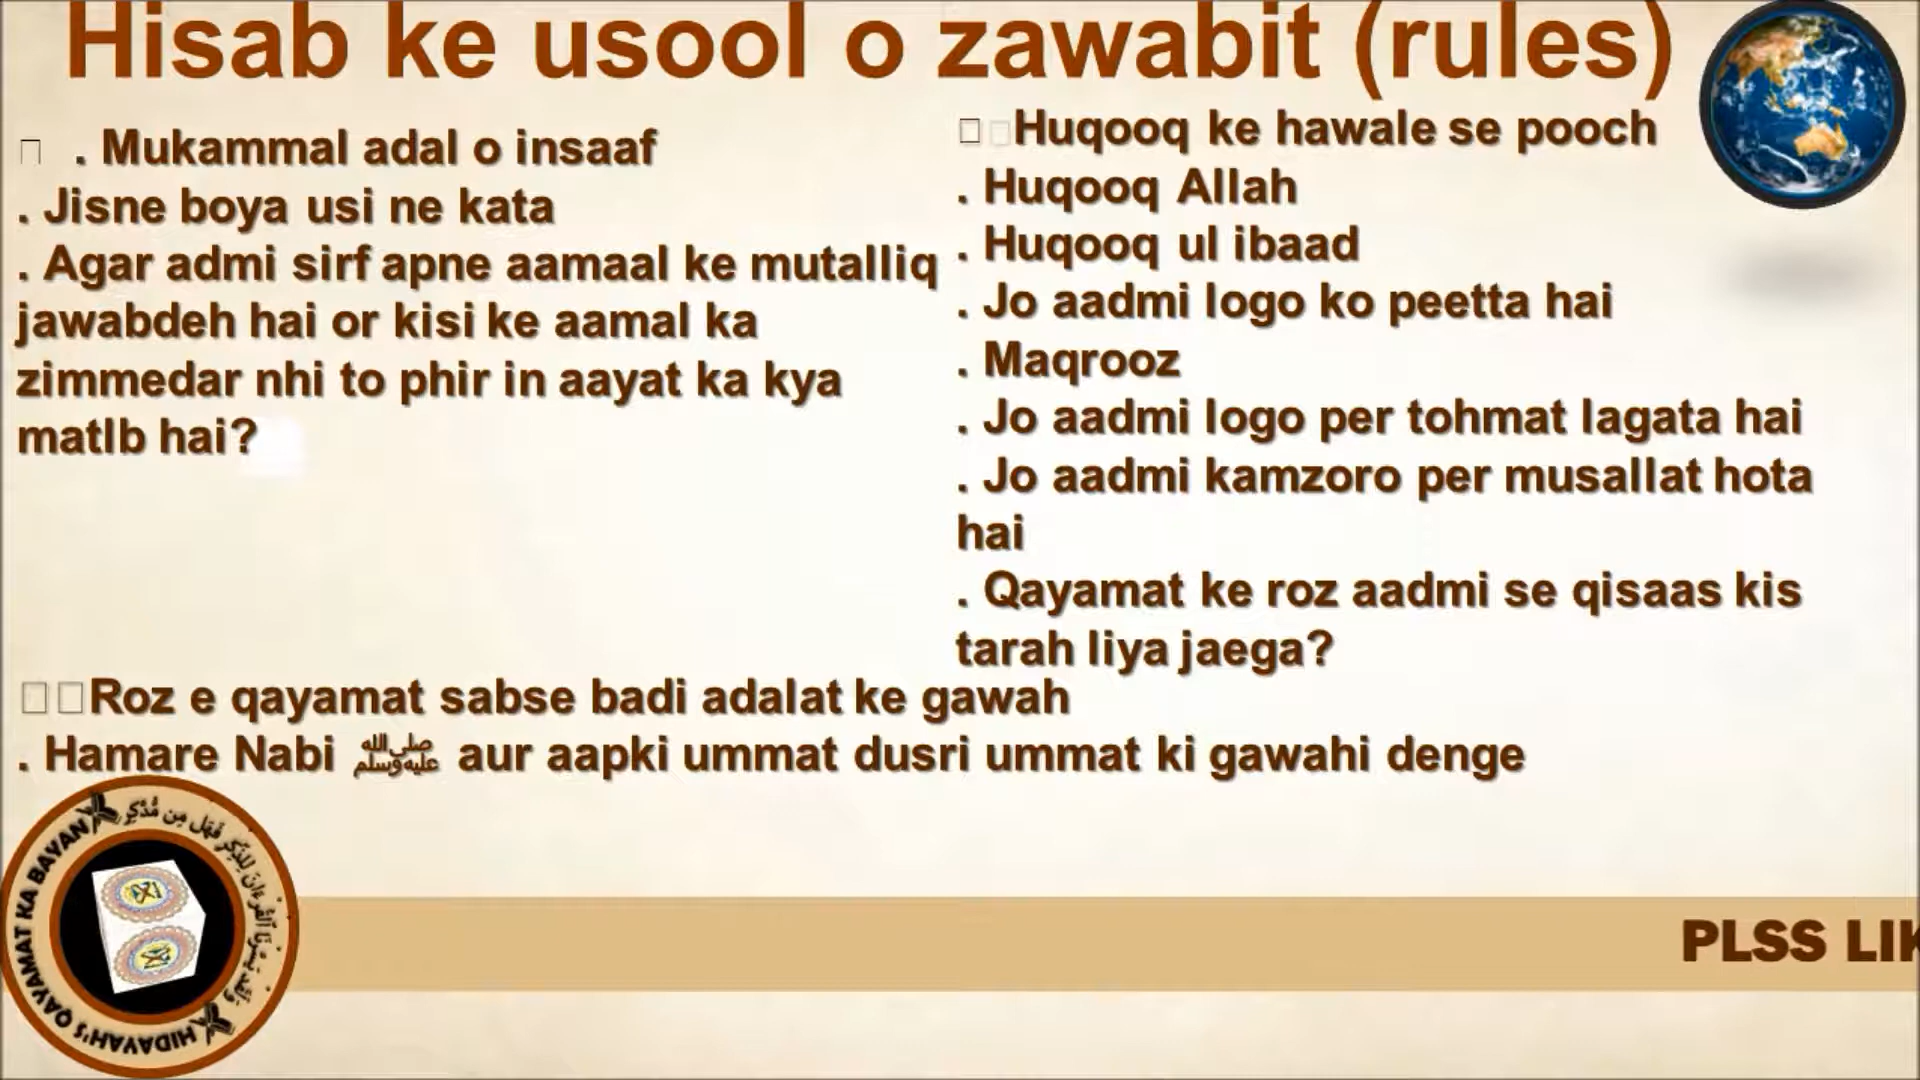 Hisab ke usool o zawabit (rules)
. Mukammal adal o insaaf
. Jisne boya usi ne kata
. Agar admi sirf apne aamaal ke mutalliq
jawabdeh hai or kisi ke aamal ka
zimmedar nhi to phir in aayat ka kya
matlb hai?
Huqooq ke hawale se pooch
. Huqooq Allah
. Huqooq ul ibaad
. Jo aadmi logo ko peetta hai
. Maqrooz
. Jo aadmi logo per tohmat lagata hai
. Jo aadmi kamzoro per musallat hota
hai
. Qayamat ke roz aadmi se qisaas kis
tarah liya jaega?
Roz e qayamat sabse badi adalat ke gawah
. Hamare Nabi ﷺ aur aapki ummat dusri ummat ki gawahi denge
HIDAYAH'S QAYAMAT KA BAYAN
وَلَقَدْ يَسَّرْنَا ٱلْقُرْءَانَ لِلذِّكْرِ فَهَلْ مِن مُّدَّكِرٍ
PLSS LIK